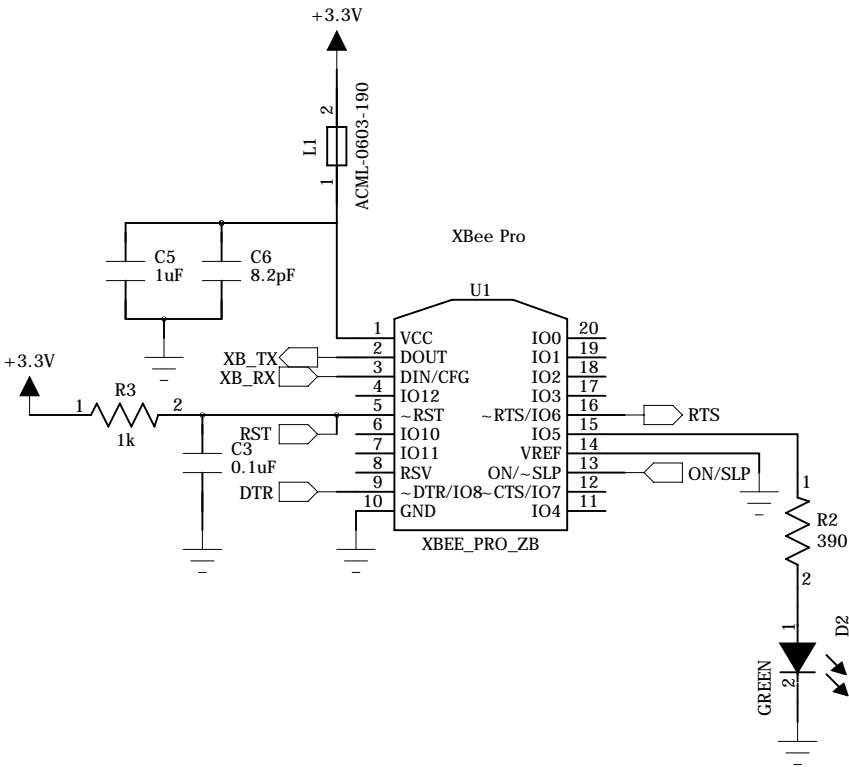 +3.3V
2
L1
ACML-0603-190
1
XBee Pro
C5
1uF
C6
8.2pF
U1
1 VCC
IO0 20
XB_TX 2 DOUT
IO1 19
XB_RX 3 DIN/CFG
IO2 18
4 IO12
IO3 17
+3.3V
1 R3 2
1k
5 ~RST
~RTS/IO6 16 RTS
RST
6 IO10
IO5 15
C3
0.1uF
7 IO11
VREF 14
8 RSV
ON/~SLP 13 ON/SLP
DTR 9 ~DTR/IO8
~CTS/IO7 12
10 GND
IO4 11
XBEE_PRO_ZB
1
R2
390
2
1
D2
GREEN
2